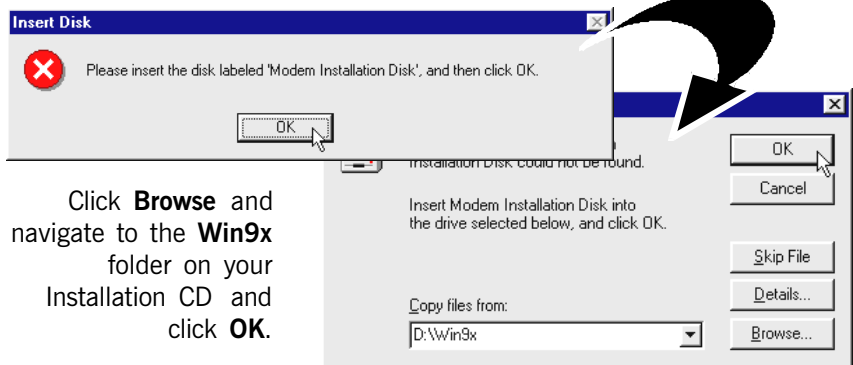 Insert Disk
Please insert the disk labeled 'Modem Installation Disk', and then click OK.
OK
Installation Disk could not be found.
Insert Modem Installation Disk into
the drive selected below, and click OK.
Copy files from:
D:\Win9x
OK
Cancel
Skip File
Details...
Browse...
Click Browse and
navigate to the Win9x
folder on your
Installation CD and
click OK.